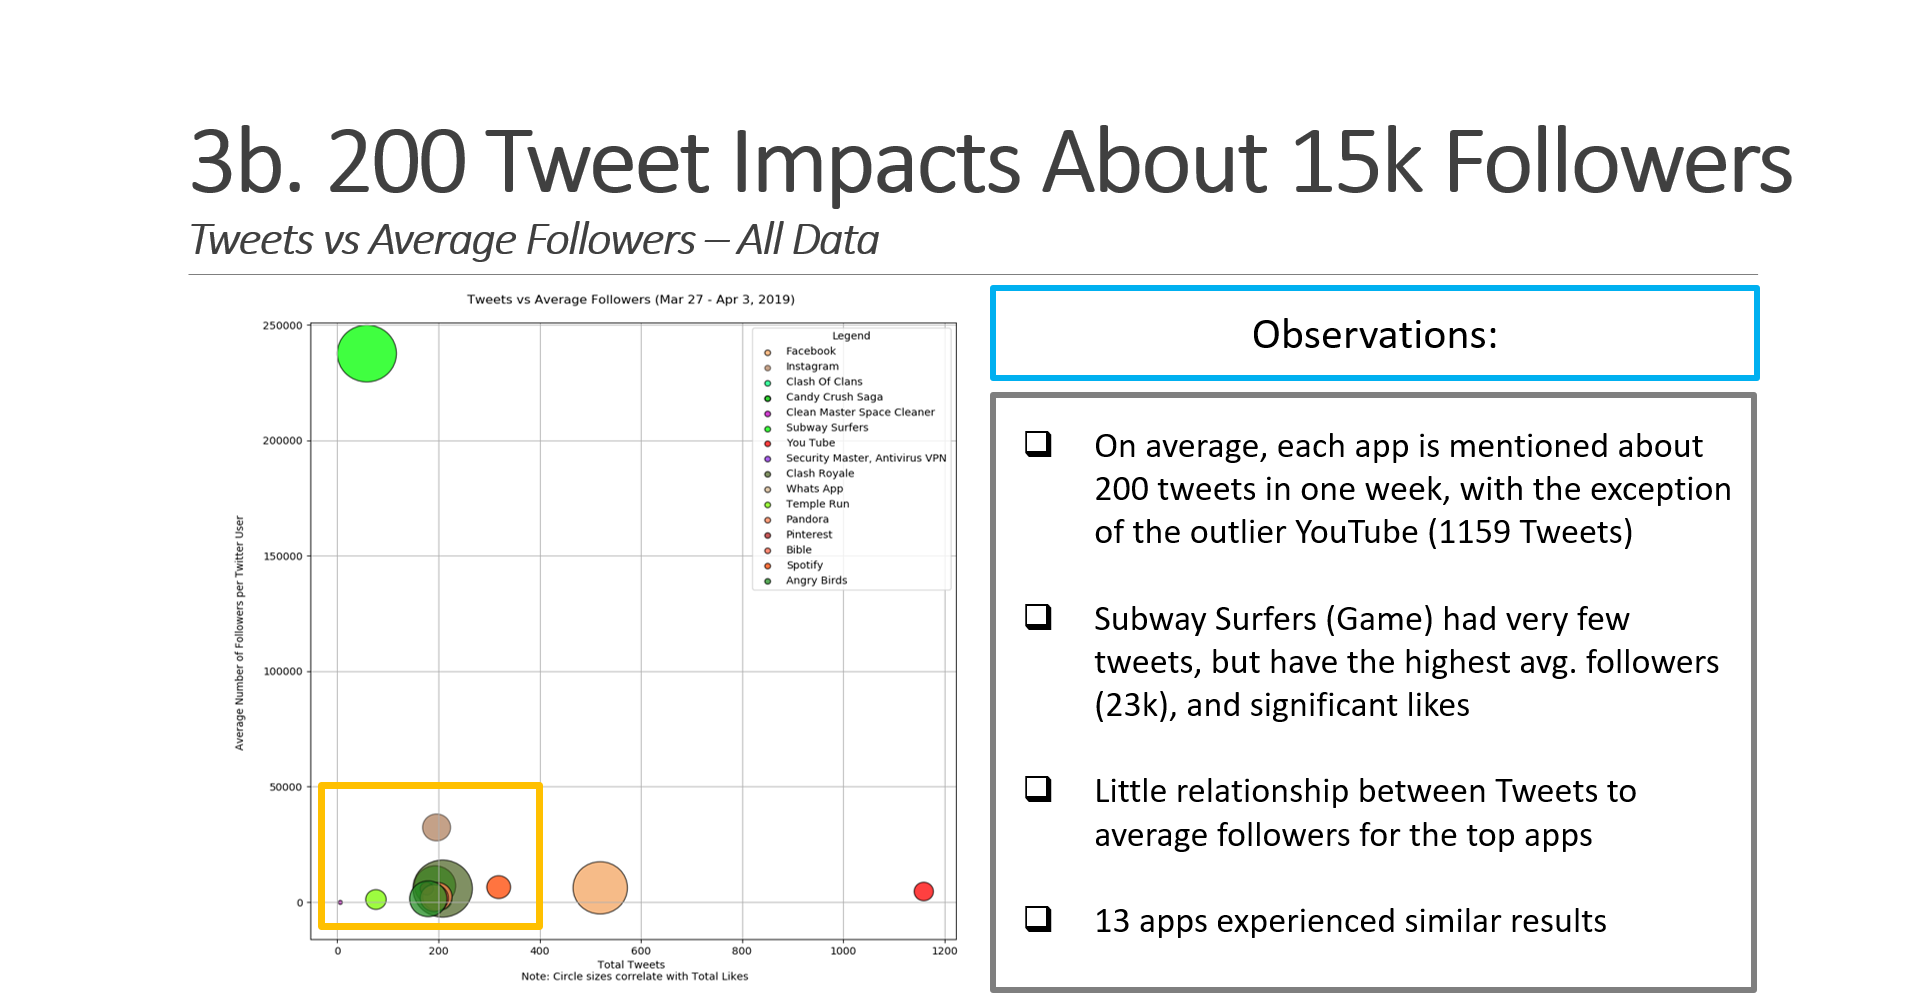 3b. 200 Tweet Impacts About 15k Followers
Tweets vs Average Followers – All Data
Tweets vs Average Followers (Mar 27 - Apr 3, 2019)
250000
200000
150000
100000
50000
0
Average Number of Followers per Twitter User
Legend
Facebook
Instagram
Clash Of Clans
Candy Crush Saga
Clean Master Space Cleaner
Subway Surfers
You Tube
Security Master, Antivirus VPN
Clash Royale
Whats App
Temple Run
Pandora
Pinterest
Bible
Spotify
Angry Birds
0 200 400 600 800 1000 1200
Total Tweets
Note: Circle sizes correlate with Total Likes
Observations:
On average, each app is mentioned about
200 tweets in one week, with the exception
of the outlier YouTube (1159 Tweets)
Subway Surfers (Game) had very few
tweets, but have the highest avg. followers
(23k), and significant likes
Little relationship between Tweets to
average followers for the top apps
13 apps experienced similar results